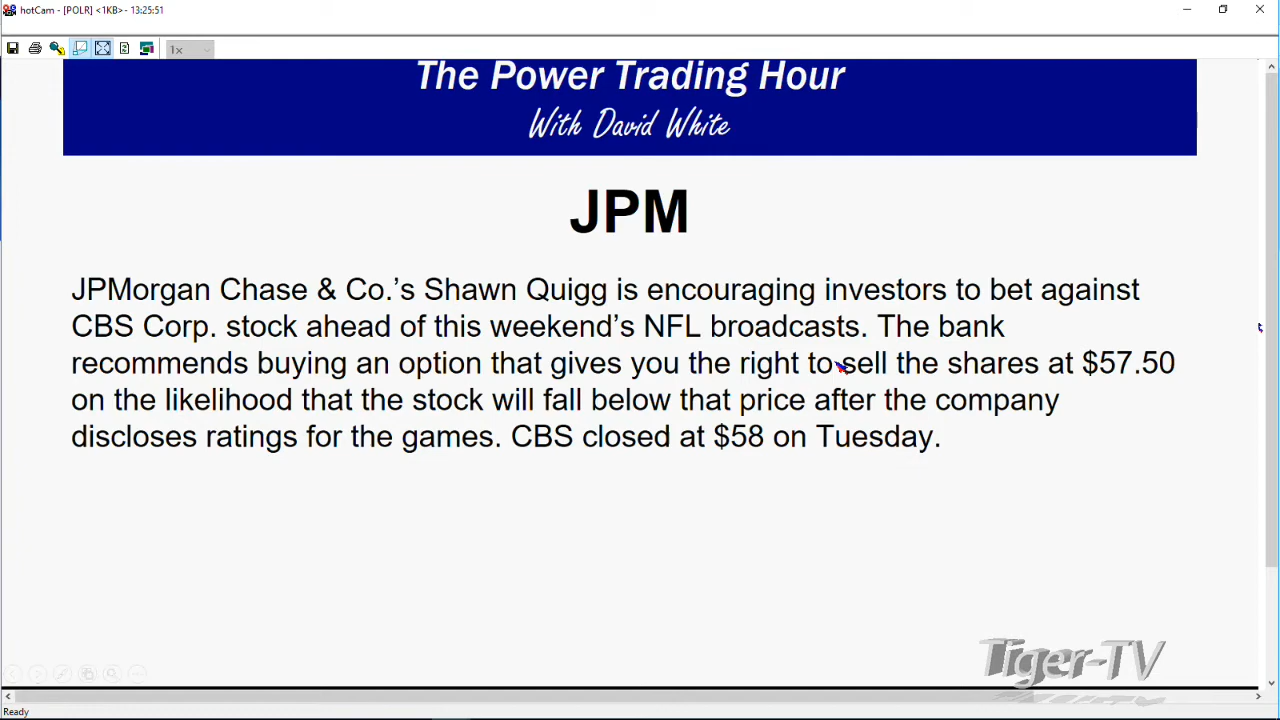 hotCam - [POLR] <1KB> - 13:25:51
1x
The Power Trading Hour
With David White
JPM
JPMorgan Chase & Co.’s Shawn Quigg is encouraging investors to bet against
CBS Corp. stock ahead of this weekend’s NFL broadcasts. The bank
recommends buying an option that gives you the right to sell the shares at $57.50
on the likelihood that the stock will fall below that price after the company
discloses ratings for the games. CBS closed at $58 on Tuesday.
Tiger-TV
Ready